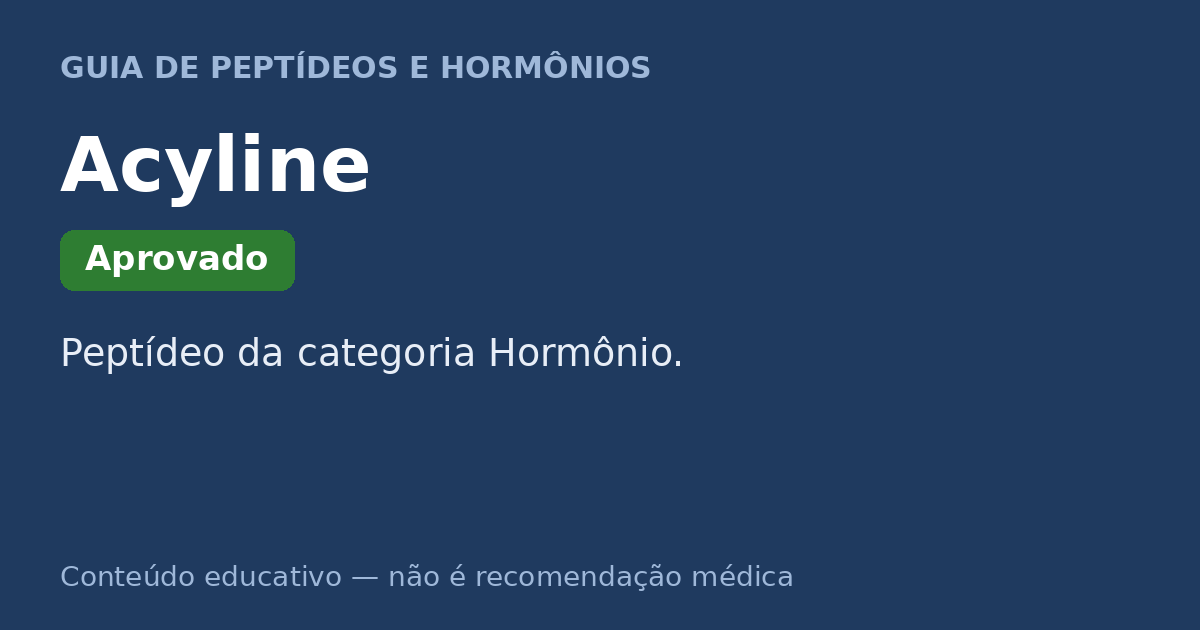 GUIA DE PEPTÍDEOS E HORMÔNIOS
Acyline
Aprovado
Peptídeo da categoria Hormônio.
Conteúdo educativo — não é recomendação médica